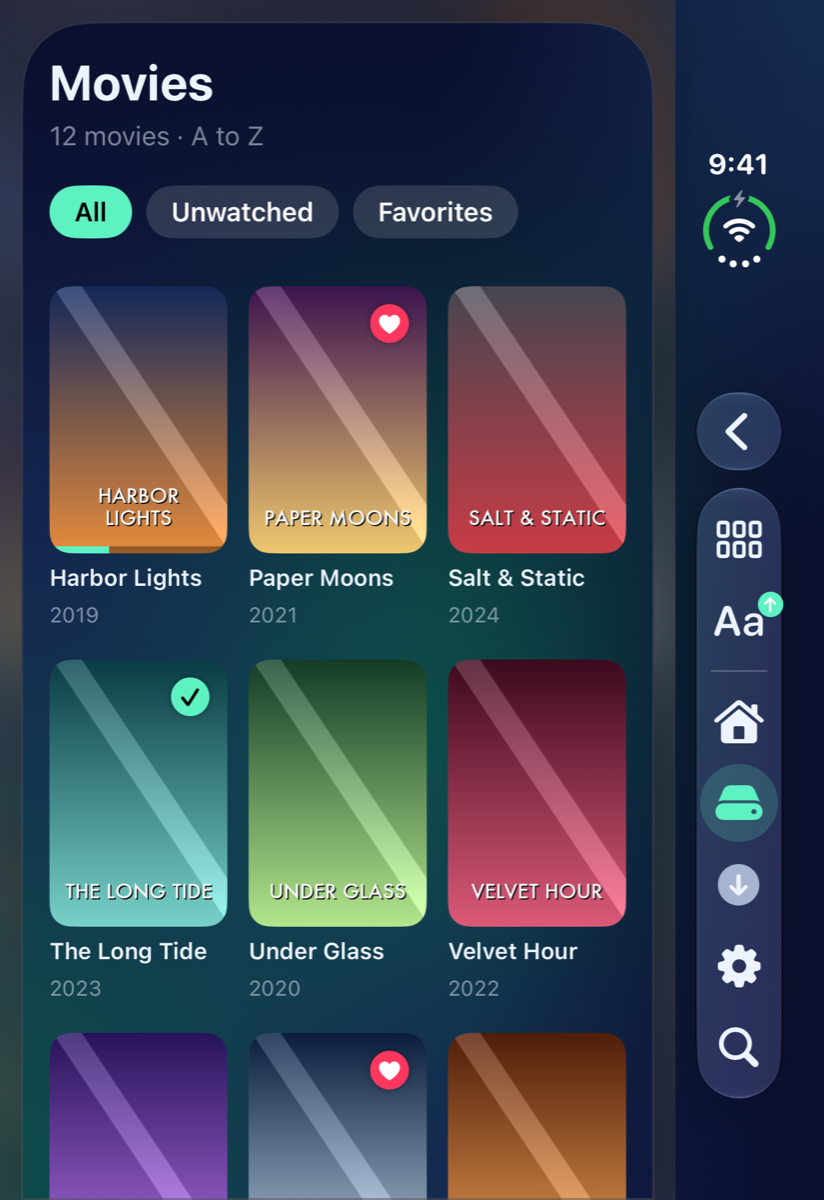 Movies
12 movies · A to Z
All
Unwatched
Favorites
HARBOR
LIGHTS
PAPER MOONS
SALT & STATIC
Harbor Lights
Paper Moons
Salt & Static
2019
2021
2024
THE LONG TIDE
UNDER GLASS
VELVET HOUR
The Long Tide
Under Glass
Velvet Hour
2023
2020
2022
9:41
Aa